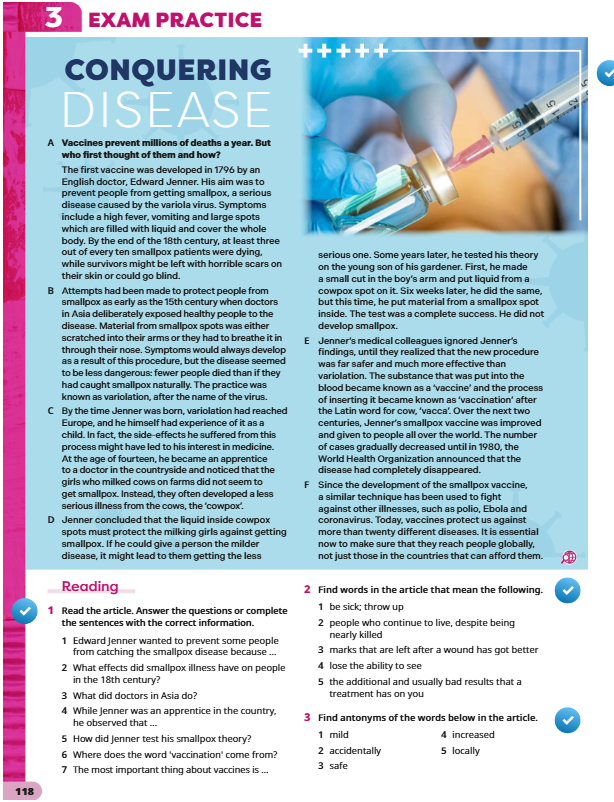 3 EXAM PRACTICE
CONQUERING
DISEASE
A Vaccines prevent millions of deaths a year. But
who first thought of them and how?
The first vaccine was developed in 1796 by an
English doctor, Edward Jenner. His aim was to
prevent people from getting smallpox, a serious
disease caused by the variola virus. Symptoms
include a high fever, vomiting and large spots
which are filled with liquid and cover the whole
body. By the end of the 18th century, at least three
out of every ten smallpox patients were dying,
while survivors might be left with horrible scars on
their skin or could go blind.
B Attempts had been made to protect people from
smallpox as early as the 15th century when doctors
in Asia deliberately exposed healthy people to the
disease. Material from smallpox spots was either
scratched into their arms or they had to breathe it in
through their nose. Symptoms would always develop
as a result of this procedure, but the disease seemed
to be less dangerous: fewer people died than if they
had caught smallpox naturally. The practice was
known as variolation, after the name of the virus.
C By the time Jenner was born, variolation had reached
Europe, and he himself had experience of it as a
child. In fact, the side-effects he suffered from this
process might have led to his interest in medicine.
At the age of fourteen, he became an apprentice
to a doctor in the countryside and noticed that the
girls who milked cows on farms did not seem to
get smallpox. Instead, they often developed a less
serious illness from the cows, the ‘cowpox’.
D Jenner concluded that the liquid inside cowpox
spots must protect the milking girls against getting
smallpox. If he could give a person the milder
disease, it might lead to them getting the less
serious one. Some years later, he tested his theory
on the young son of his gardener. First, he made
a small cut in the boy’s arm and put liquid from a
cowpox spot on it. Six weeks later, he did the same,
but this time, he put material from a smallpox spot
inside. The test was a complete success. He did not
develop smallpox.
E Jenner’s medical colleagues ignored Jenner’s
findings, until they realized that the new procedure
was far safer and much more effective than
variolation. The substance that was put into the
blood became known as a ‘vaccine’ and the process
of inserting it became known as ‘vaccination’ after
the Latin word for cow, ‘vacca’. Over the next two
centuries, Jenner’s smallpox vaccine was improved
and given to people all over the world. The number
of cases gradually decreased until in 1980, the
World Health Organization announced that the
disease had completely disappeared.
F Since the development of the smallpox vaccine,
a similar technique has been used to fight
against other illnesses, such as polio, Ebola and
coronavirus. Today, vaccines protect us against
more than twenty different diseases. It is essential
now to make sure that they reach people globally,
not just those in the countries that can afford them.
Reading
1 Read the article. Answer the questions or complete
the sentences with the correct information.
1 Edward Jenner wanted to prevent some people
from catching the smallpox disease because ...
2 What effects did smallpox illness have on people
in the 18th century?
3 What did doctors in Asia do?
4 While Jenner was an apprentice in the country,
he observed that ...
5 How did Jenner test his smallpox theory?
6 Where does the word 'vaccination' come from?
7 The most important thing about vaccines is ...
2 Find words in the article that mean the following.
1 be sick; throw up
2 people who continue to live, despite being
nearly killed
3 marks that are left after a wound has got better
4 lose the ability to see
5 the additional and usually bad results that a
treatment has on you
3 Find antonyms of the words below in the article.
1 mild
2 accidentally
3 safe
4 increased
5 locally
118